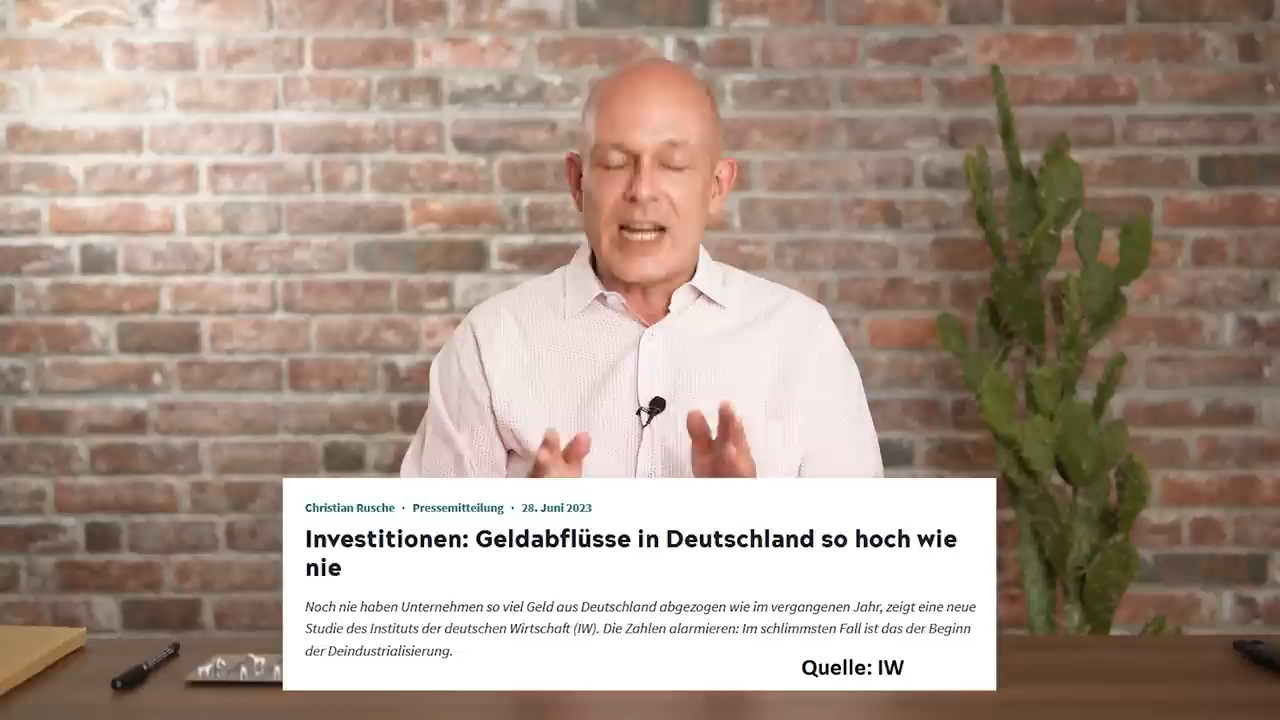 Christian Rusche · Pressemitteilung · 28. Juni 2023
Investitionen: Geldabflüsse in Deutschland so hoch wie
nie
Noch nie haben Unternehmen so viel Geld aus Deutschland abgezogen wie im vergangenen Jahr, zeigt eine neue
Studie des Instituts der deutschen Wirtschaft (IW). Die Zahlen alarmieren: Im schlimmsten Fall ist das der Beginn
der Deindustrialisierung.
Quelle: IW